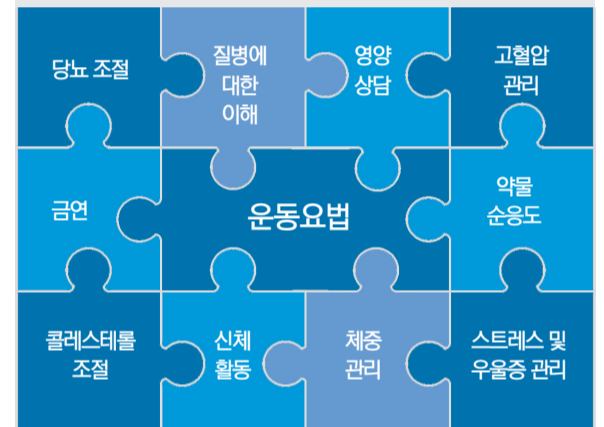 당뇨 조절
질병에
대한
이해
영양
상담
고혈압
관리
금연
운동요법
약물
순응도
콜레스테롤
조절
신체
활동
체중
관리
스트레스 및
우울증 관리